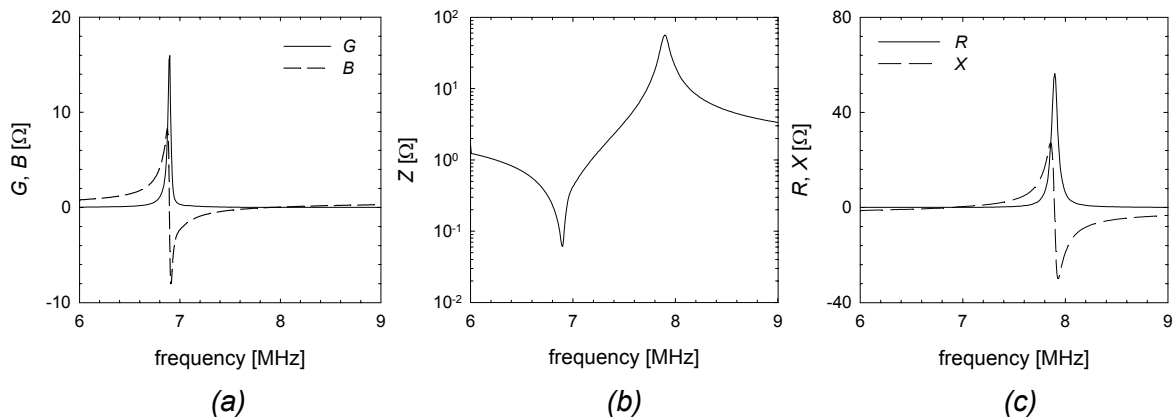 G, B [Ω]
20
10
0
-10
G
B
6
7
8
9
frequency [MHz]
(a)
Z [Ω]
10²
10¹
10⁰
10⁻¹
10⁻²
6
7
8
9
frequency [MHz]
(b)
R, X [Ω]
80
40
0
-40
R
X
6
7
8
9
frequency [MHz]
(c)